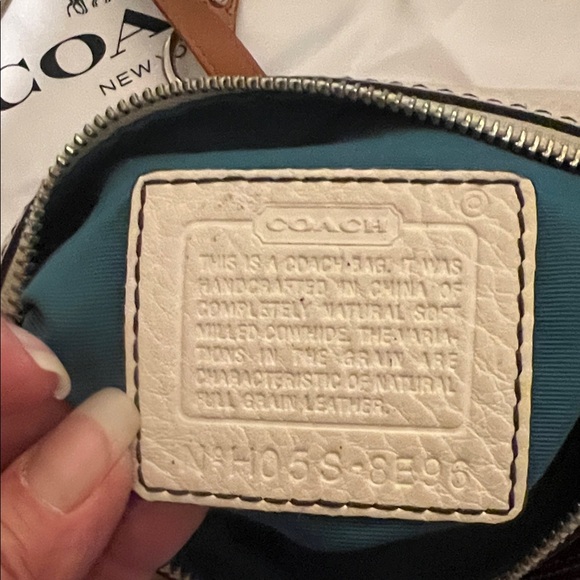 COA
NEW YO
COACH
©
THIS IS A COACH BAG. IT WAS
HANDCRAFTED IN CHINA OF
COMPLETELY NATURAL SOFT
MILLED COWHIDE. THE VARIA-
TIONS IN THE GRAIN ARE
CHARACTERISTIC OF NATURAL
FULL GRAIN LEATHER.
Nº H05S-8E96